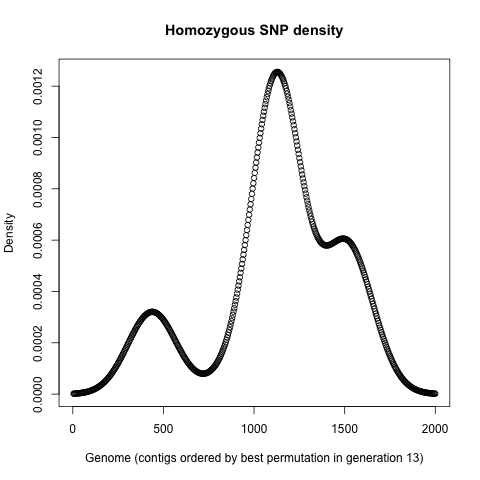 Homozygous SNP density
Density
0.0012
0.0010
0.0008
0.0006
0.0004
0.0002
0.0000
0 500 1000 1500 2000
Genome (contigs ordered by best permutation in generation 13)